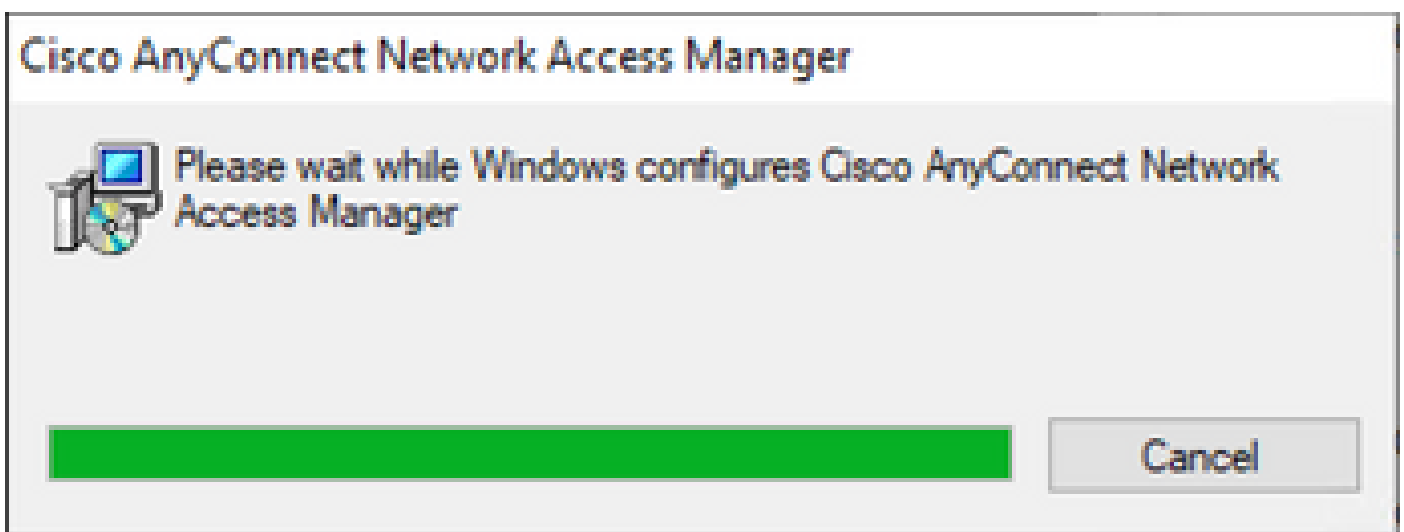 Cisco AnyConnect Network Access Manager
Please wait while Windows configures Cisco AnyConnect Network
Access Manager
Cancel